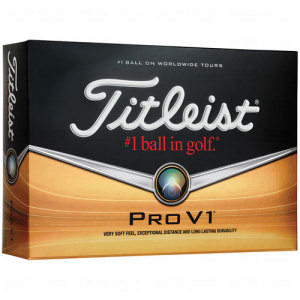 #1 BALL ON WORLDWIDE TOURS
Titleist
#1 ball in golf.®
PRO V1
VERY SOFT FEEL, EXCEPTIONAL DISTANCE AND LONG LASTING DURABILITY